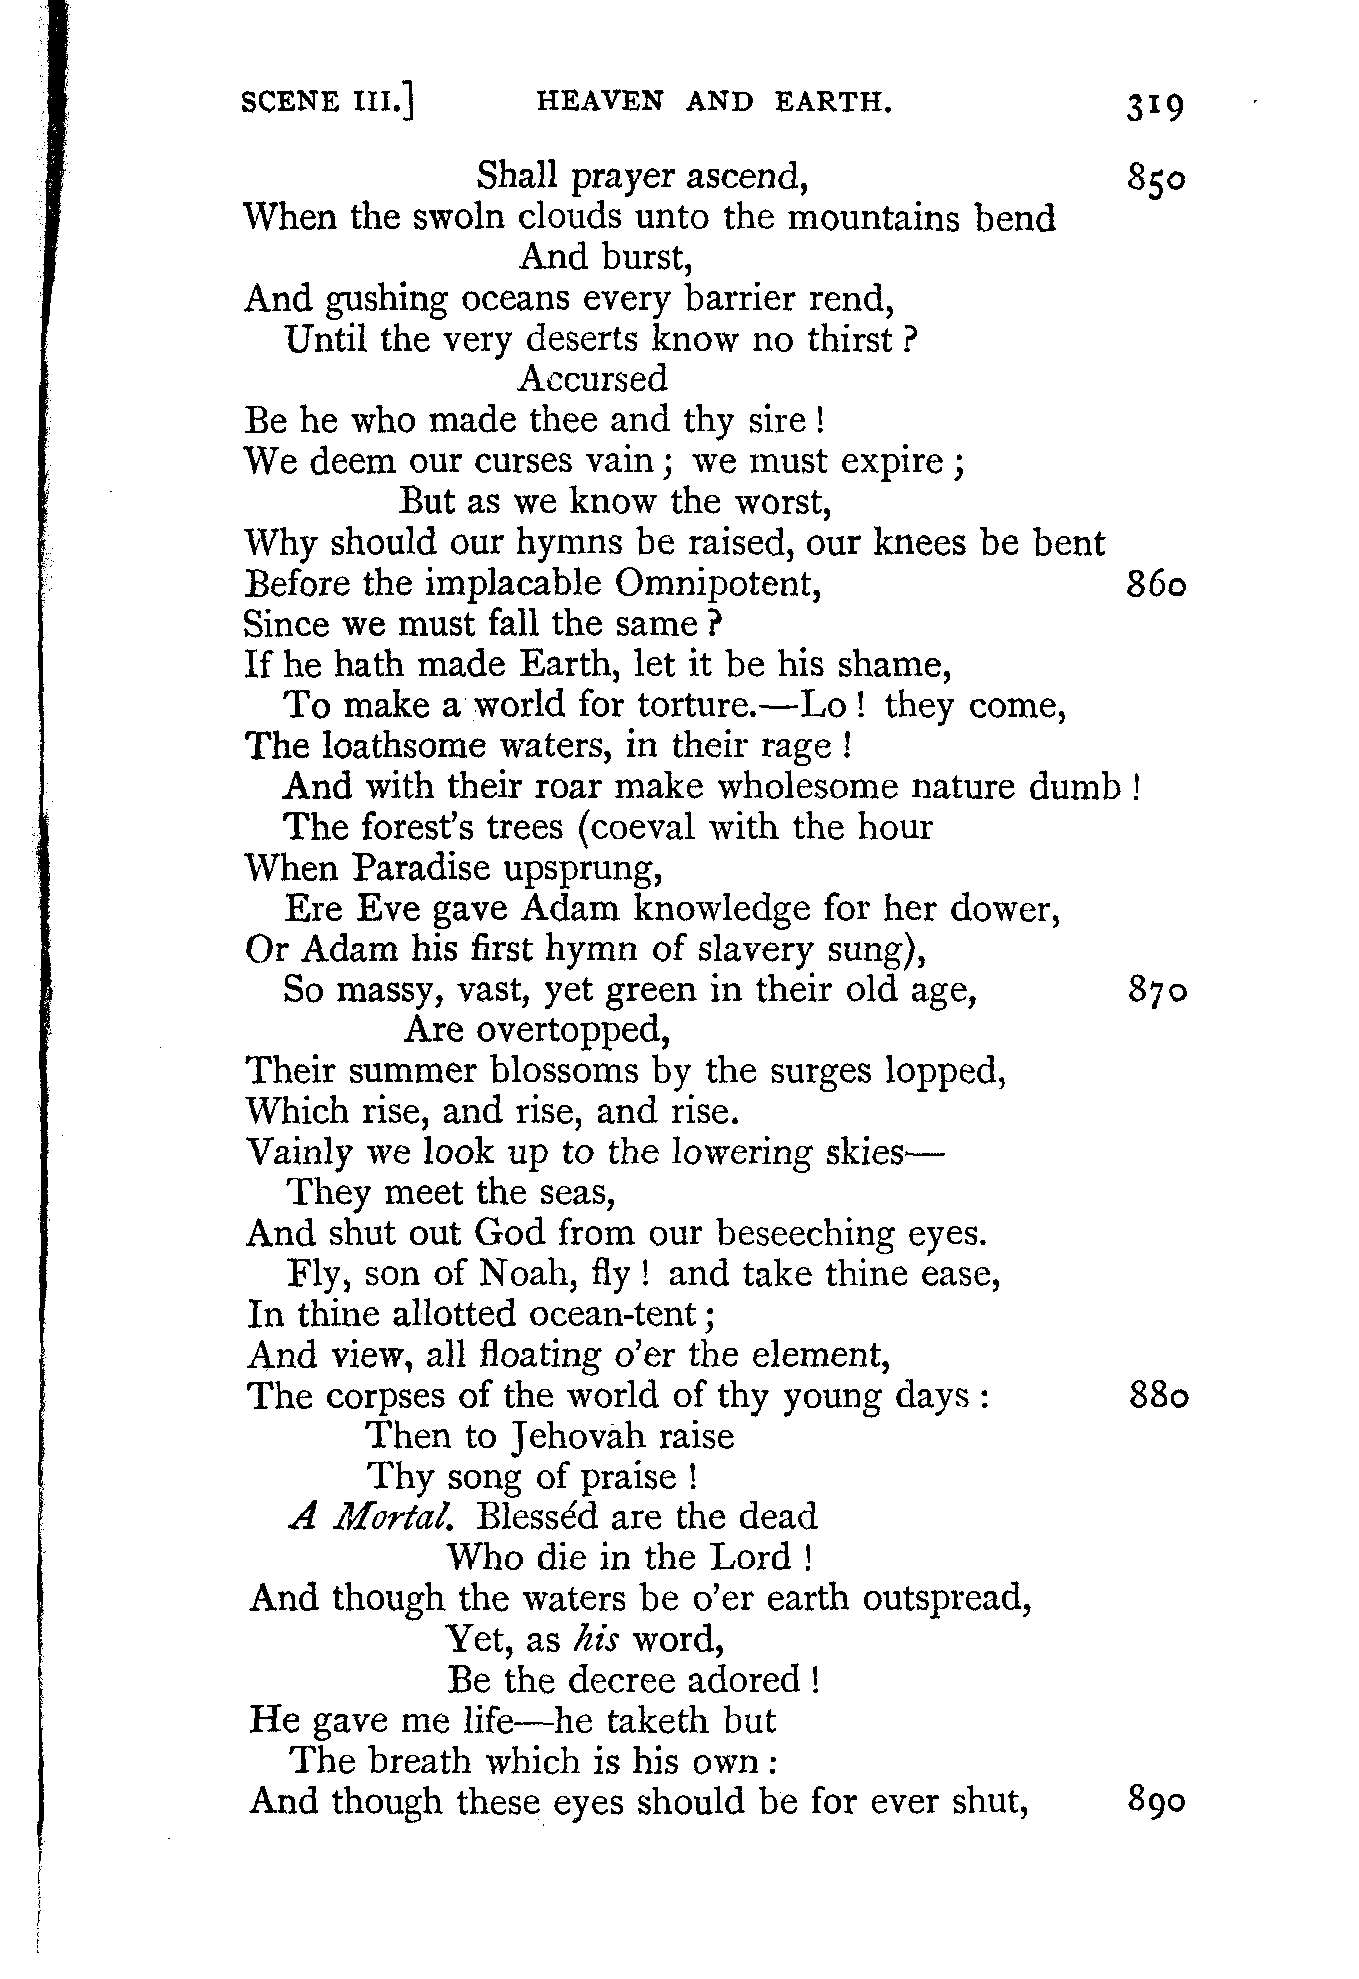 SCENE III.] HEAVEN AND EARTH. 319
Shall prayer ascend, 850
When the swoln clouds unto the mountains bend
And burst,
And gushing oceans every barrier rend,
Until the very deserts know no thirst ?
Accursed
Be he who made thee and thy sire !
We deem our curses vain ; we must expire ;
But as we know the worst,
Why should our hymns be raised, our knees be bent
Before the implacable Omnipotent, 860
Since we must fall the same ?
If he hath made Earth, let it be his shame,
To make a world for torture.—Lo ! they come,
The loathsome waters, in their rage !
And with their roar make wholesome nature dumb !
The forest's trees (coeval with the hour
When Paradise upsprung,
Ere Eve gave Adam knowledge for her dower,
Or Adam his first hymn of slavery sung),
So massy, vast, yet green in their old age, 870
Are overtopped,
Their summer blossoms by the surges lopped,
Which rise, and rise, and rise.
Vainly we look up to the lowering skies—
They meet the seas,
And shut out God from our beseeching eyes.
Fly, son of Noah, fly ! and take thine ease,
In thine allotted ocean-tent ;
And view, all floating o'er the element,
The corpses of the world of thy young days : 880
Then to Jehovah raise
Thy song of praise !
A Mortal. Blesséd are the dead
Who die in the Lord !
And though the waters be o'er earth outspread,
Yet, as his word,
Be the decree adored !
He gave me life—he taketh but
The breath which is his own :
And though these eyes should be for ever shut, 890